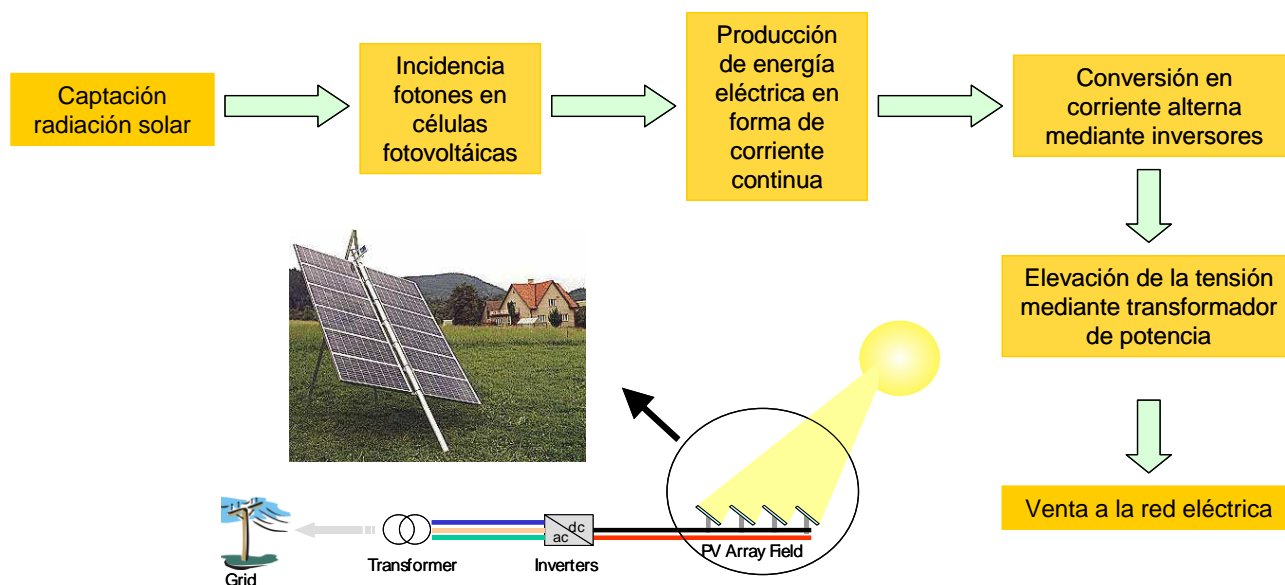 Captación
radiación solar
Incidencia
fotones en
células
fotovoltáicas
Producción
de energía
eléctrica en
forma de
corriente
continua
Conversión en
corriente alterna
mediante inversores
Elevación de la tensión
mediante transformador
de potencia
Venta a la red eléctrica
dc
ac
Grid
Transformer
Inverters
PV Array Field